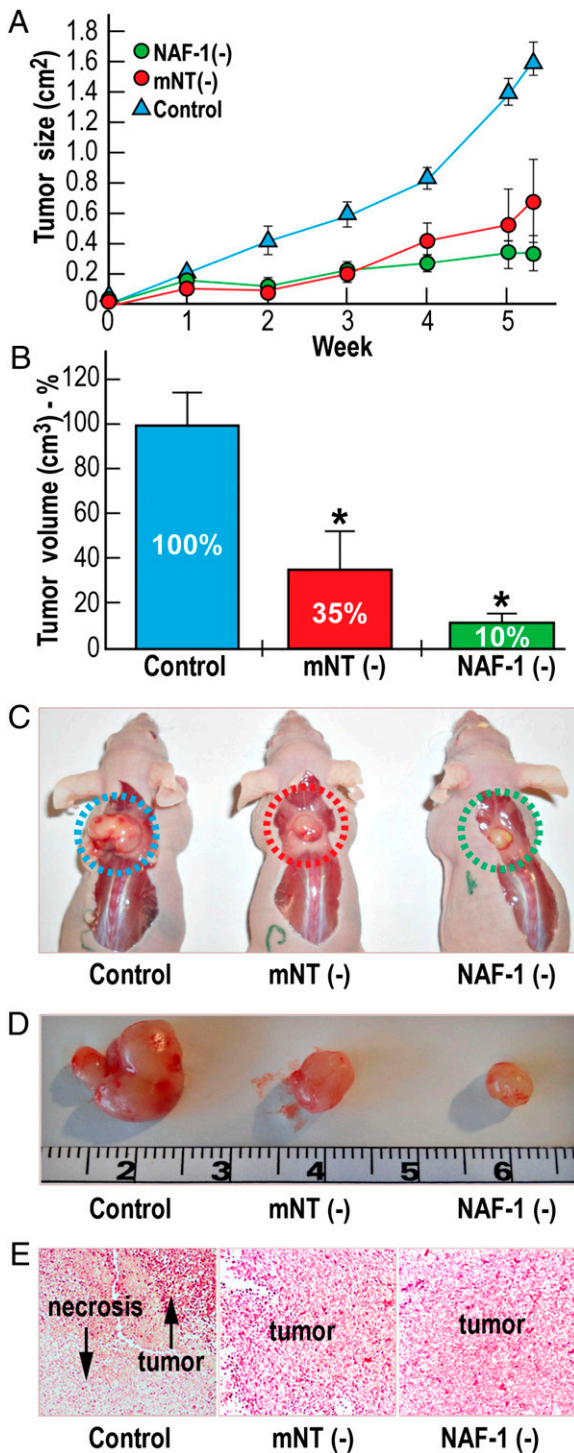 A
Tumor size (cm2)
1.8
1.6
1.4
1.2
1.0
0.8
0.6
0.4
0.2
0
NAF-1(-)
mNT(-)
Control
0 1 2 3 4 5
Week
B
Tumor volume (cm3) - %
120
100
80
60
40
20
0
100%
*
35%
*
10%
Control mNT (-) NAF-1 (-)
C
Control mNT (-) NAF-1 (-)
D
2 3 4 5 6
Control mNT (-) NAF-1 (-)
E
necrosis
tumor
tumor
tumor
Control mNT (-) NAF-1 (-)